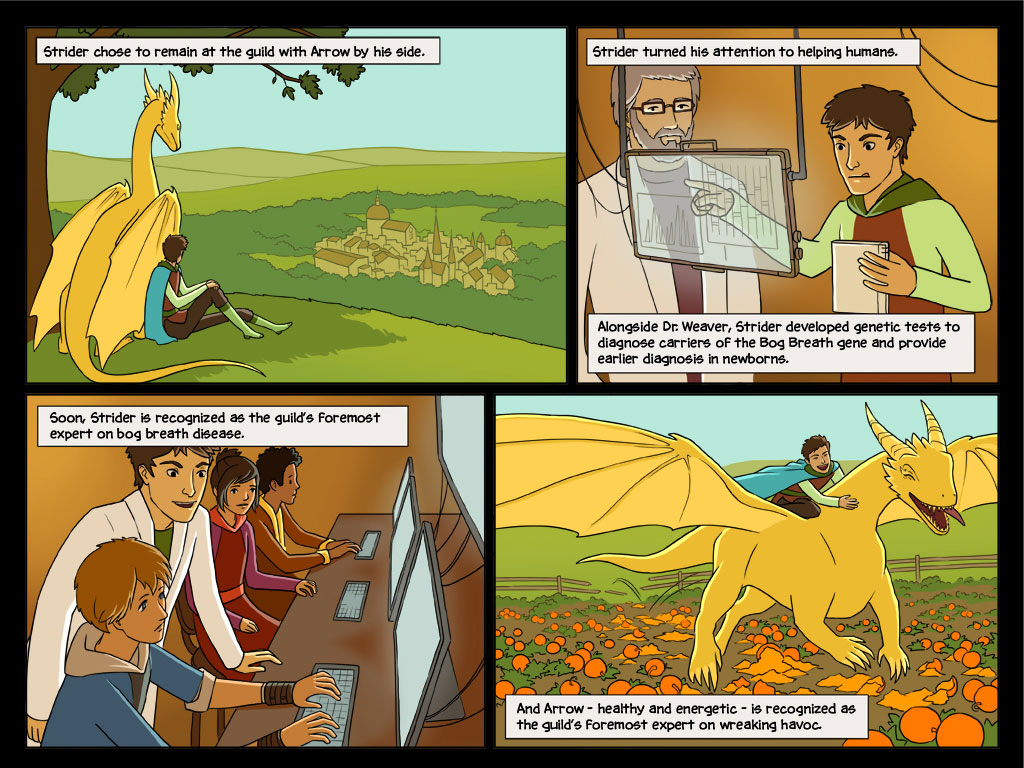 Strider chose to remain at the guild with Arrow by his side.
Strider turned his attention to helping humans.
Alongside Dr. Weaver, Strider developed genetic tests to
diagnose carriers of the Bog Breath gene and provide
earlier diagnosis in newborns.
Soon, Strider is recognized as the guild's foremost
expert on bog breath disease.
And Arrow - healthy and energetic - is recognized as
the guild's foremost expert on wreaking havoc.